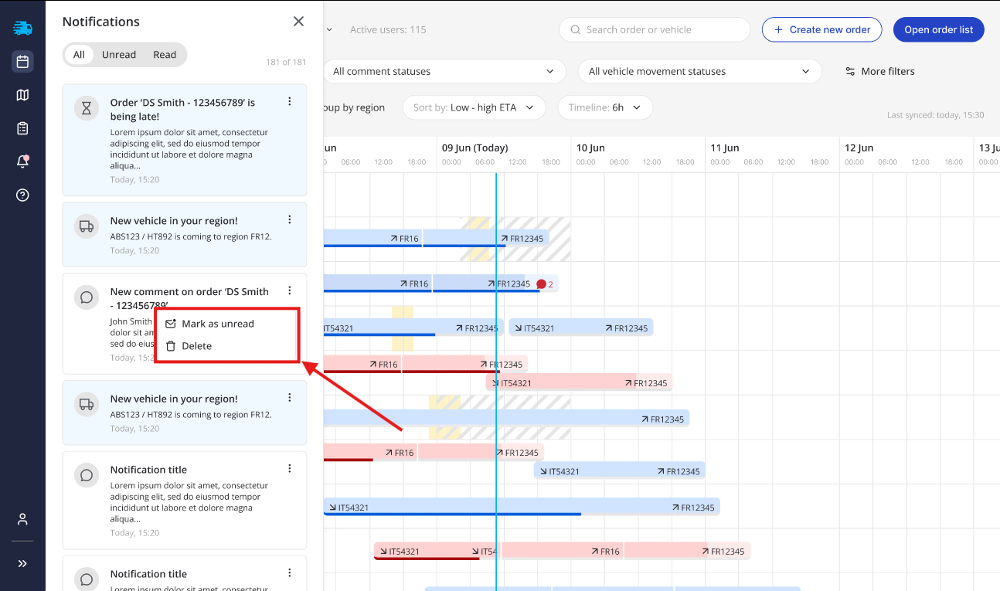 Notifications
All Unread Read
181 of 181
Order ‘DS Smith - 123456789’ is
being late!
Lorem ipsum dolor sit amet, consectetur
adipiscing elit, sed do eiusmod tempor
incididunt ut labore et dolore magna
aliqua...
Today, 15:20
New vehicle in your region!
ABS123 / HT892 is coming to region FR12.
Today, 15:20
New comment on order ‘DS Smith
- 123456789’
John Smith
dolor sit am
sed do eius
Today, 15:2
Mark as unread
Delete
New vehicle in your region!
ABS123 / HT892 is coming to region FR12.
Today, 15:20
Notification title
Lorem ipsum dolor sit amet, consectetur
adipiscing elit, sed do eiusmod tempor
incididunt ut labore et dolore magna
aliqua...
Today, 15:20
Notification title
Lorem ipsum dolor sit amet, consectetur
Active users: 115
Search order or vehicle
+ Create new order
Open order list
All comment statuses
All vehicle movement statuses
More filters
oup by region
Sort by: Low - high ETA
Timeline: 6h
Last synced: today, 15:30
un 09 Jun (Today) 10 Jun 11 Jun 12 Jun 13 J
06:00 12:00 18:00 00:00 06:00 12:00 18:00 00:00 06:00 12:00 18:00 00:00 06:00 12:00 18:00 00:00 06:00 12:00 18:00 00:00
FR16 FR12345
FR16 FR12345 2
IT54321 FR12345 IT54321 FR12345
FR16 FR12345
IT54321 FR12345
FR12345
FR16 FR12345
IT54321 FR12345
IT54321 FR12345
IT54321 IT54 FR16 FR12345